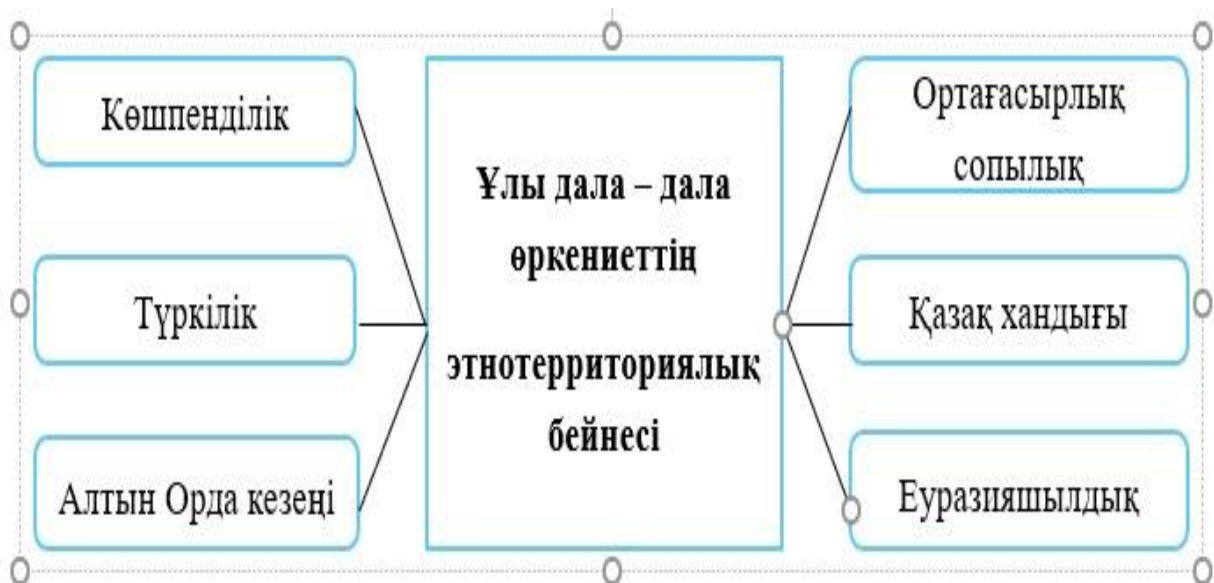 Көшпенділік
Түркілік
Алтын Орда кезеңі
Ұлы дала – дала
өркениеттің
этнотерриториялық
бейнесі
Ортағасырлық
сопылық
Қазақ хандығы
Еуразияшылдық